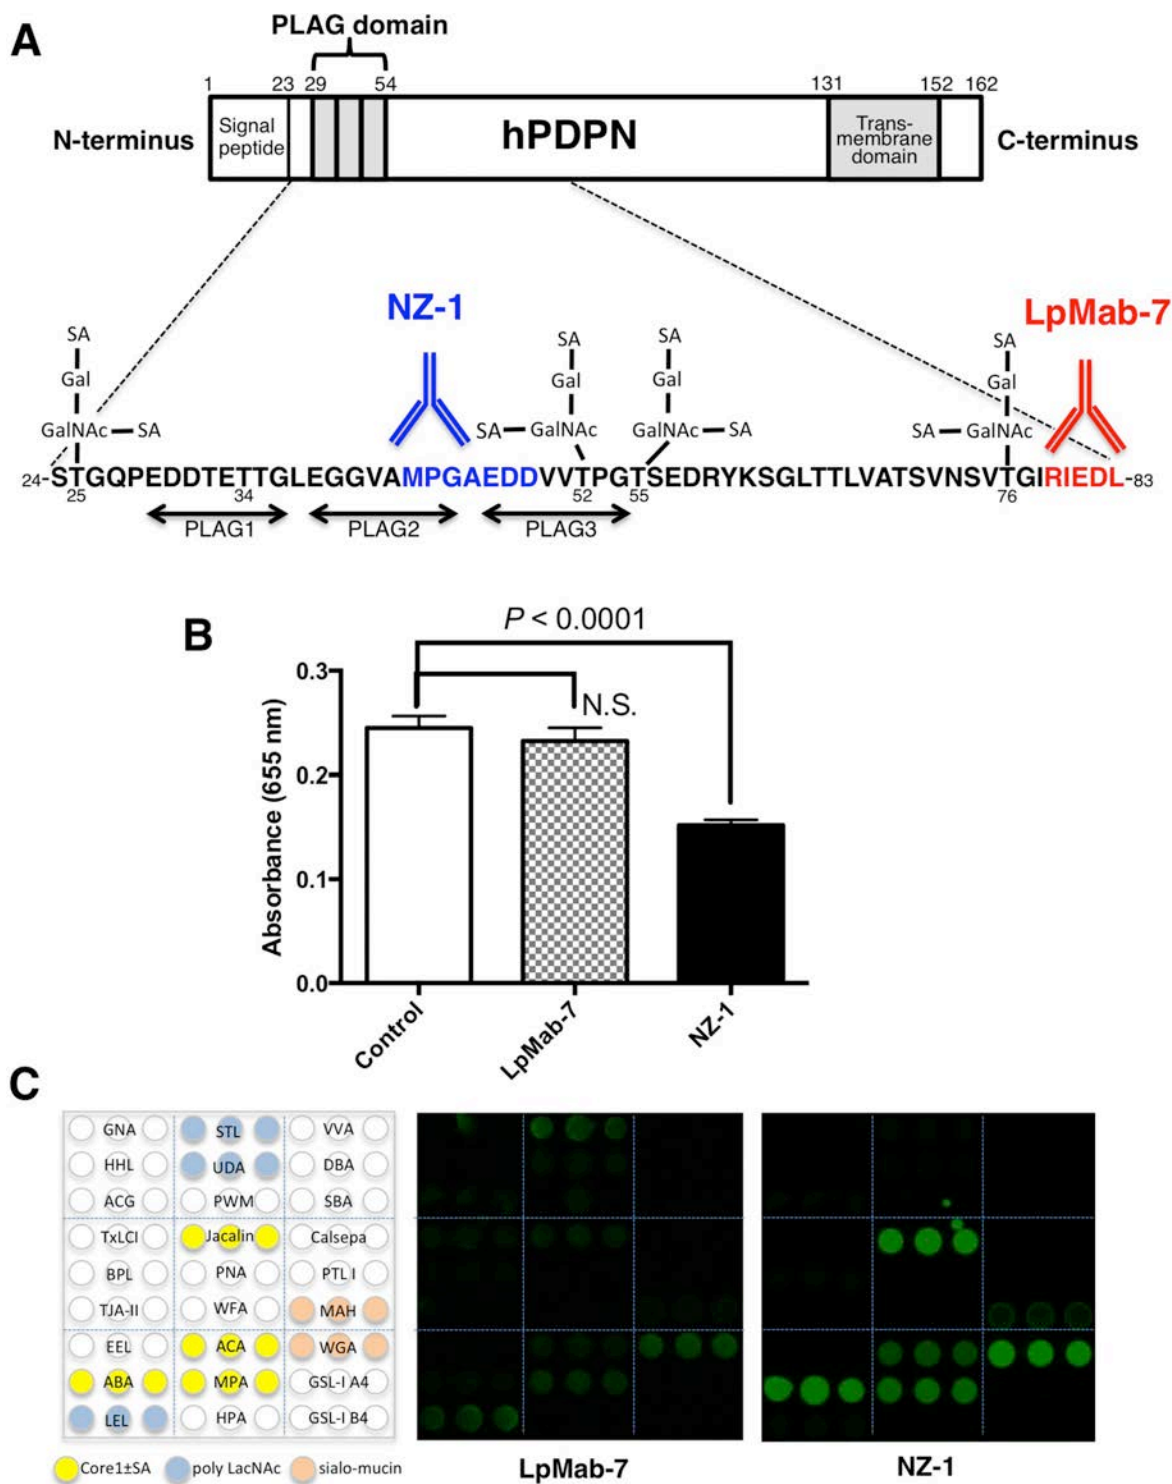 A
PLAG domain
1 23 29 54 131 152 162
N-terminus
Signal peptide
hPDPN
Trans-membrane domain
C-terminus
NZ-1
LpMab-7
SA
Gal
GalNAc—SA
SA
Gal
SA—GalNAc
SA
Gal
GalNAc—SA
SA
Gal
SA—GalNAc
24-STGQPEDDTETTGLEGGVAMPGAEDDVVTPGTSEDRYKSGLTTLVATSVNSVTGIRIEDL-83
25 34 52 55 76
PLAG1 PLAG2 PLAG3
B
P < 0.0001
N.S.
Absorbance (655 nm)
0.3
0.2
0.1
0.0
Control
LpMab-7
NZ-1
C
GNA STL VVA
HHL UDA DBA
ACG PWM SBA
TxLCI Jacalin Calsepa
BPL PNA PTL I
TJA-II WFA MAH
EEL ACA WGA
ABA MPA GSL-I A4
LEL HPA GSL-I B4
Core1±SA poly LacNAc sialo-mucin
LpMab-7
NZ-1